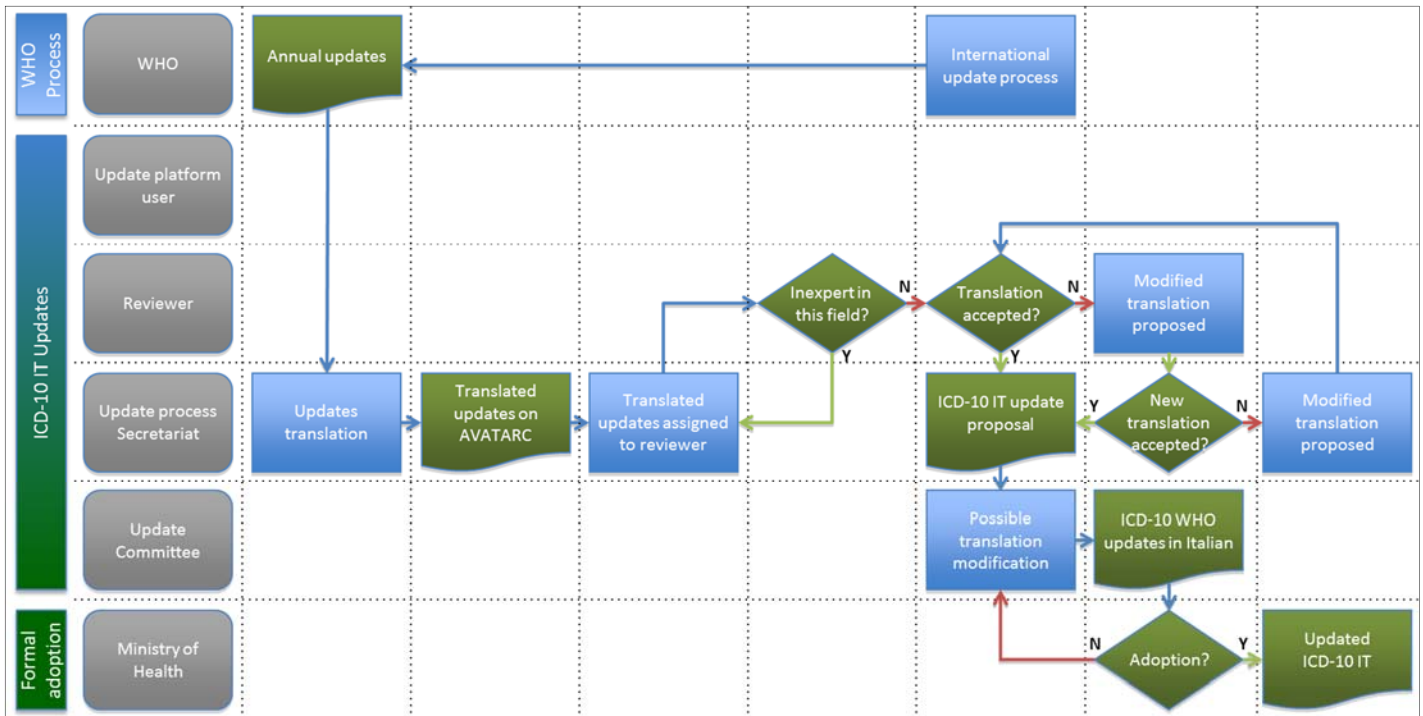 WHO
Process
WHO
Annual updates
International
update process
ICD-10 IT Updates
Update platform
user
Reviewer
Inexpert in
this field?
N
Y
Translation
accepted?
N
Y
Modified
translation
proposed
Update process
Secretariat
Updates
translation
Translated
updates on
AVATARC
Translated
updates assigned
to reviewer
ICD-10 IT update
proposal
Y
New
translation
accepted?
N
Modified
translation
proposed
Update
Committee
Possible
translation
modification
ICD-10 WHO
updates in Italian
Formal
adoption
Ministry of
Health
N
Adoption?
Y
Updated
ICD-10 IT